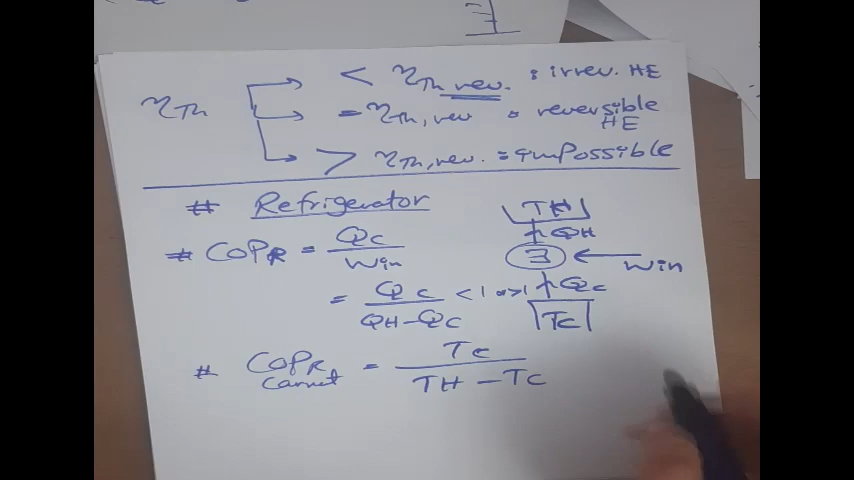 < ηTh rev. : irrev. HE
ηTh = ηTh, rev : reversible HE
> ηTh, rev. : impossible
# Refrigerator
TH
QH
# COPR = Qc / Win
Win
= Qc / QH - Qc < 1 or > 1
Qc
Tc
# COPR Carnot = Tc / TH - Tc